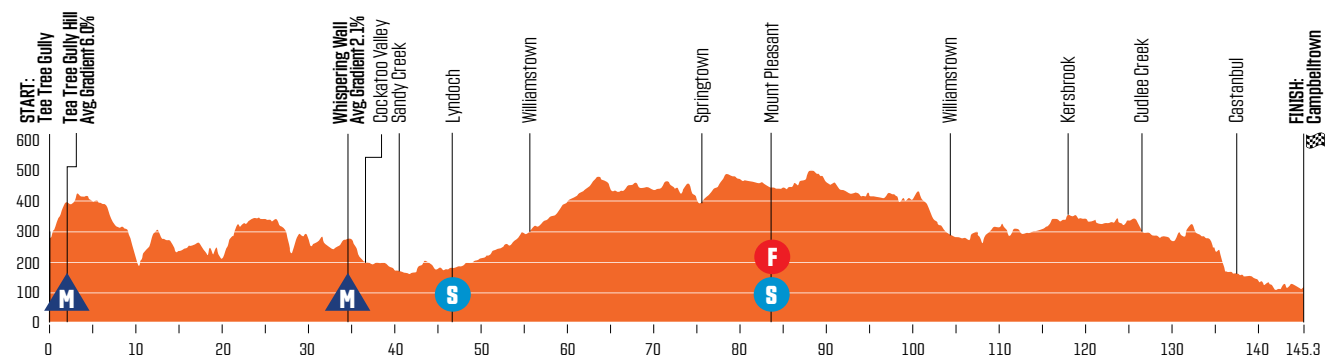 START:
Tee Tree Gully
Tea Tree Gully Hill
Avg. Gradient 6.0%
Whispering Wall
Avg. Gradient 2.1%
Cockatoo Valley
Sandy Creek
Lyndoch
Williamstown
Springtown
Mount Pleasant
Williamstown
Kersbrook
Cudlee Creek
Castanbul
FINISH:
Campbelltown
600
500
400
300
200
100
0
M
M
S
F
S
0 10 20 30 40 50 60 70 80 90 100 110 120 130 140 145.3